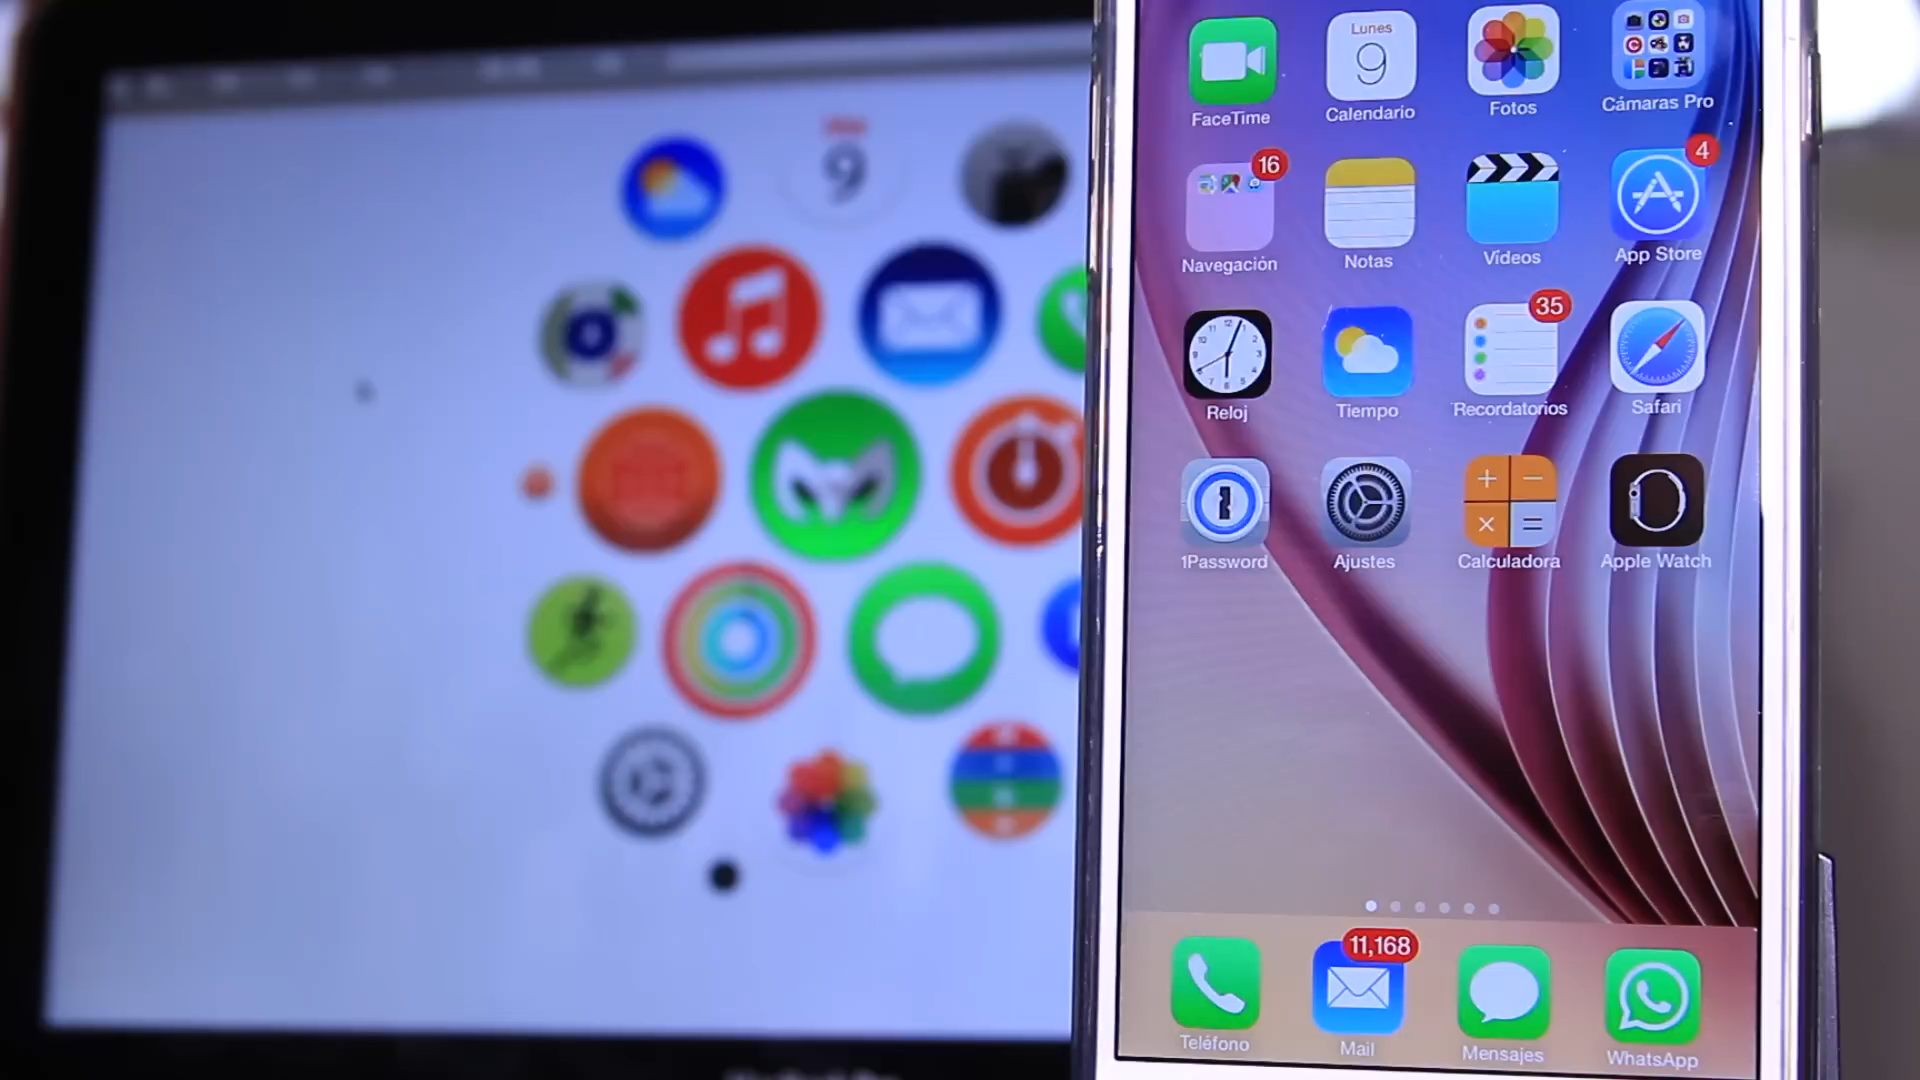 Lunes
9
FaceTime
Calendario
Fotos
Cámaras Pro
16
4
Navegación
Notas
Vídeos
App Store
35
Reloj
Tiempo
Recordatorios
Safari
1Password
Ajustes
Calculadora
Apple Watch
11,168
Teléfono
Mail
Mensajes
WhatsApp
9